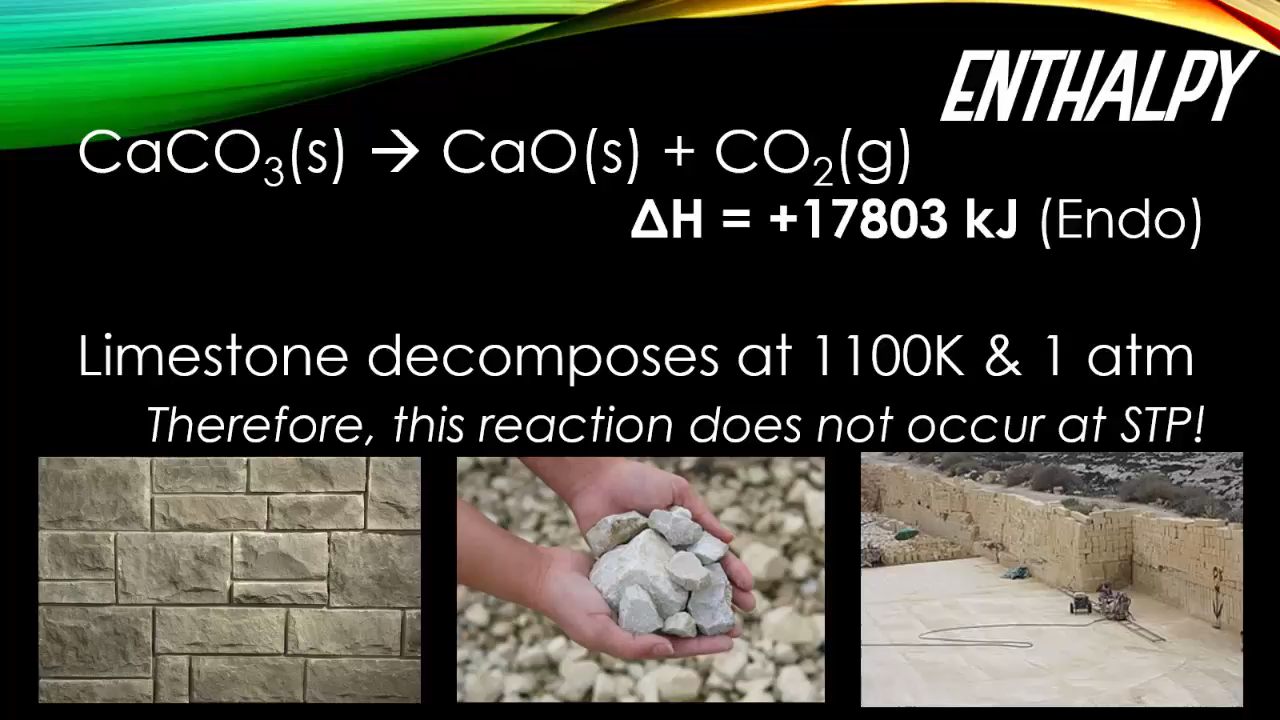 ENTHALPY
CaCO₃(s) → CaO(s) + CO₂(g)
ΔH = +17803 kJ (Endo)
Limestone decomposes at 1100K & 1 atm
Therefore, this reaction does not occur at STP!